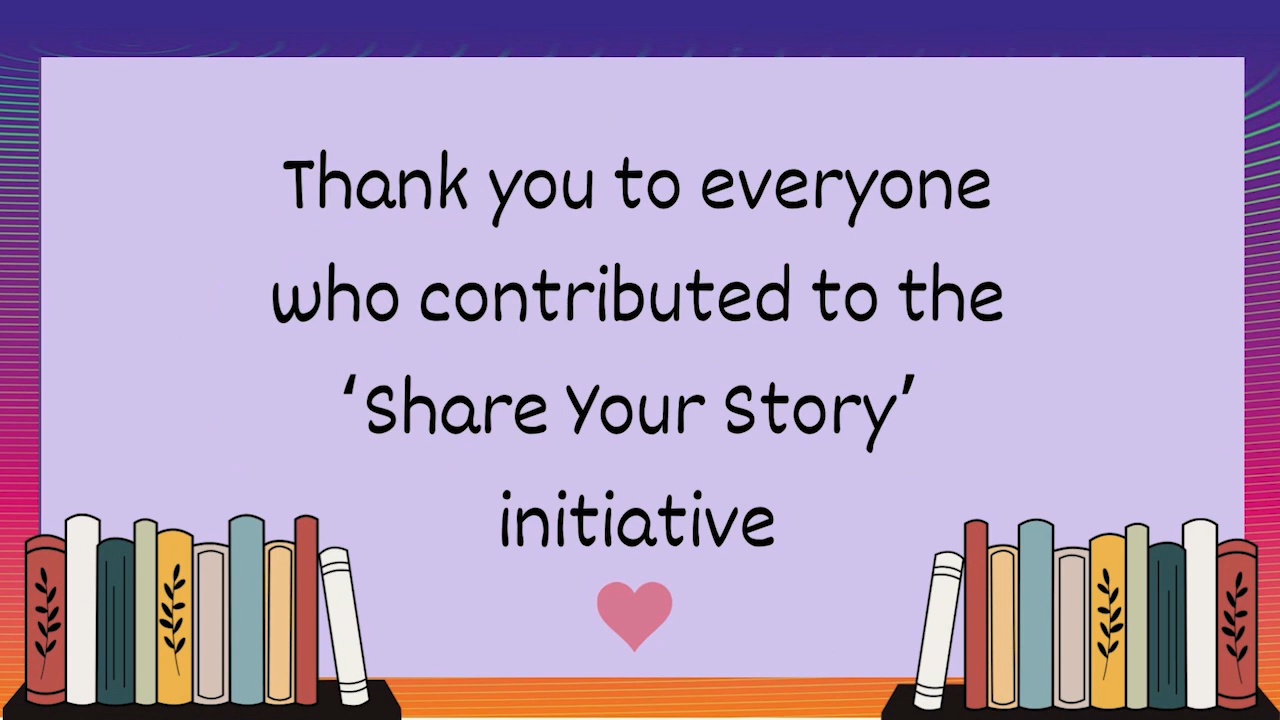 Thank you to everyone
who contributed to the
‘Share Your Story’
initiative